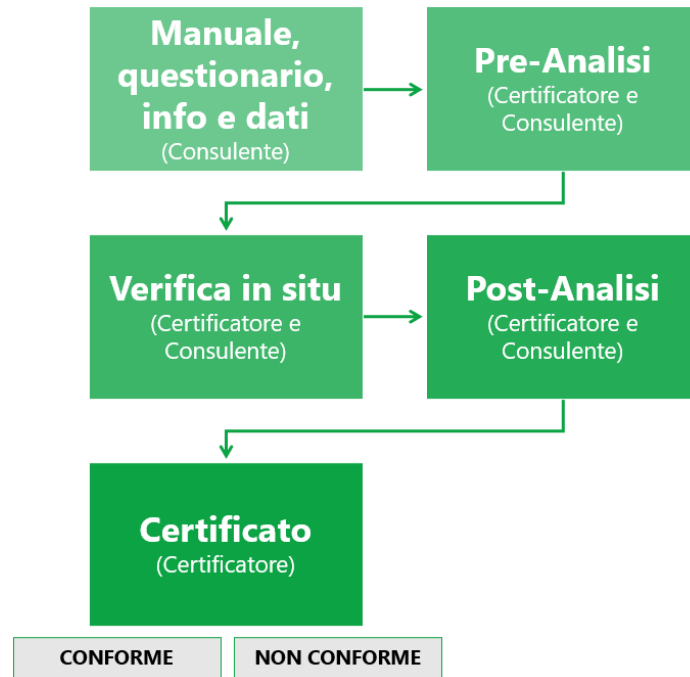 Manuale,
questionario,
info e dati
(Consulente)
Pre-Analisi
(Certificatore e
Consulente)
Verifica in situ
(Certificatore e
Consulente)
Post-Analisi
(Certificatore e
Consulente)
Certificato
(Certificatore)
CONFORME
NON CONFORME